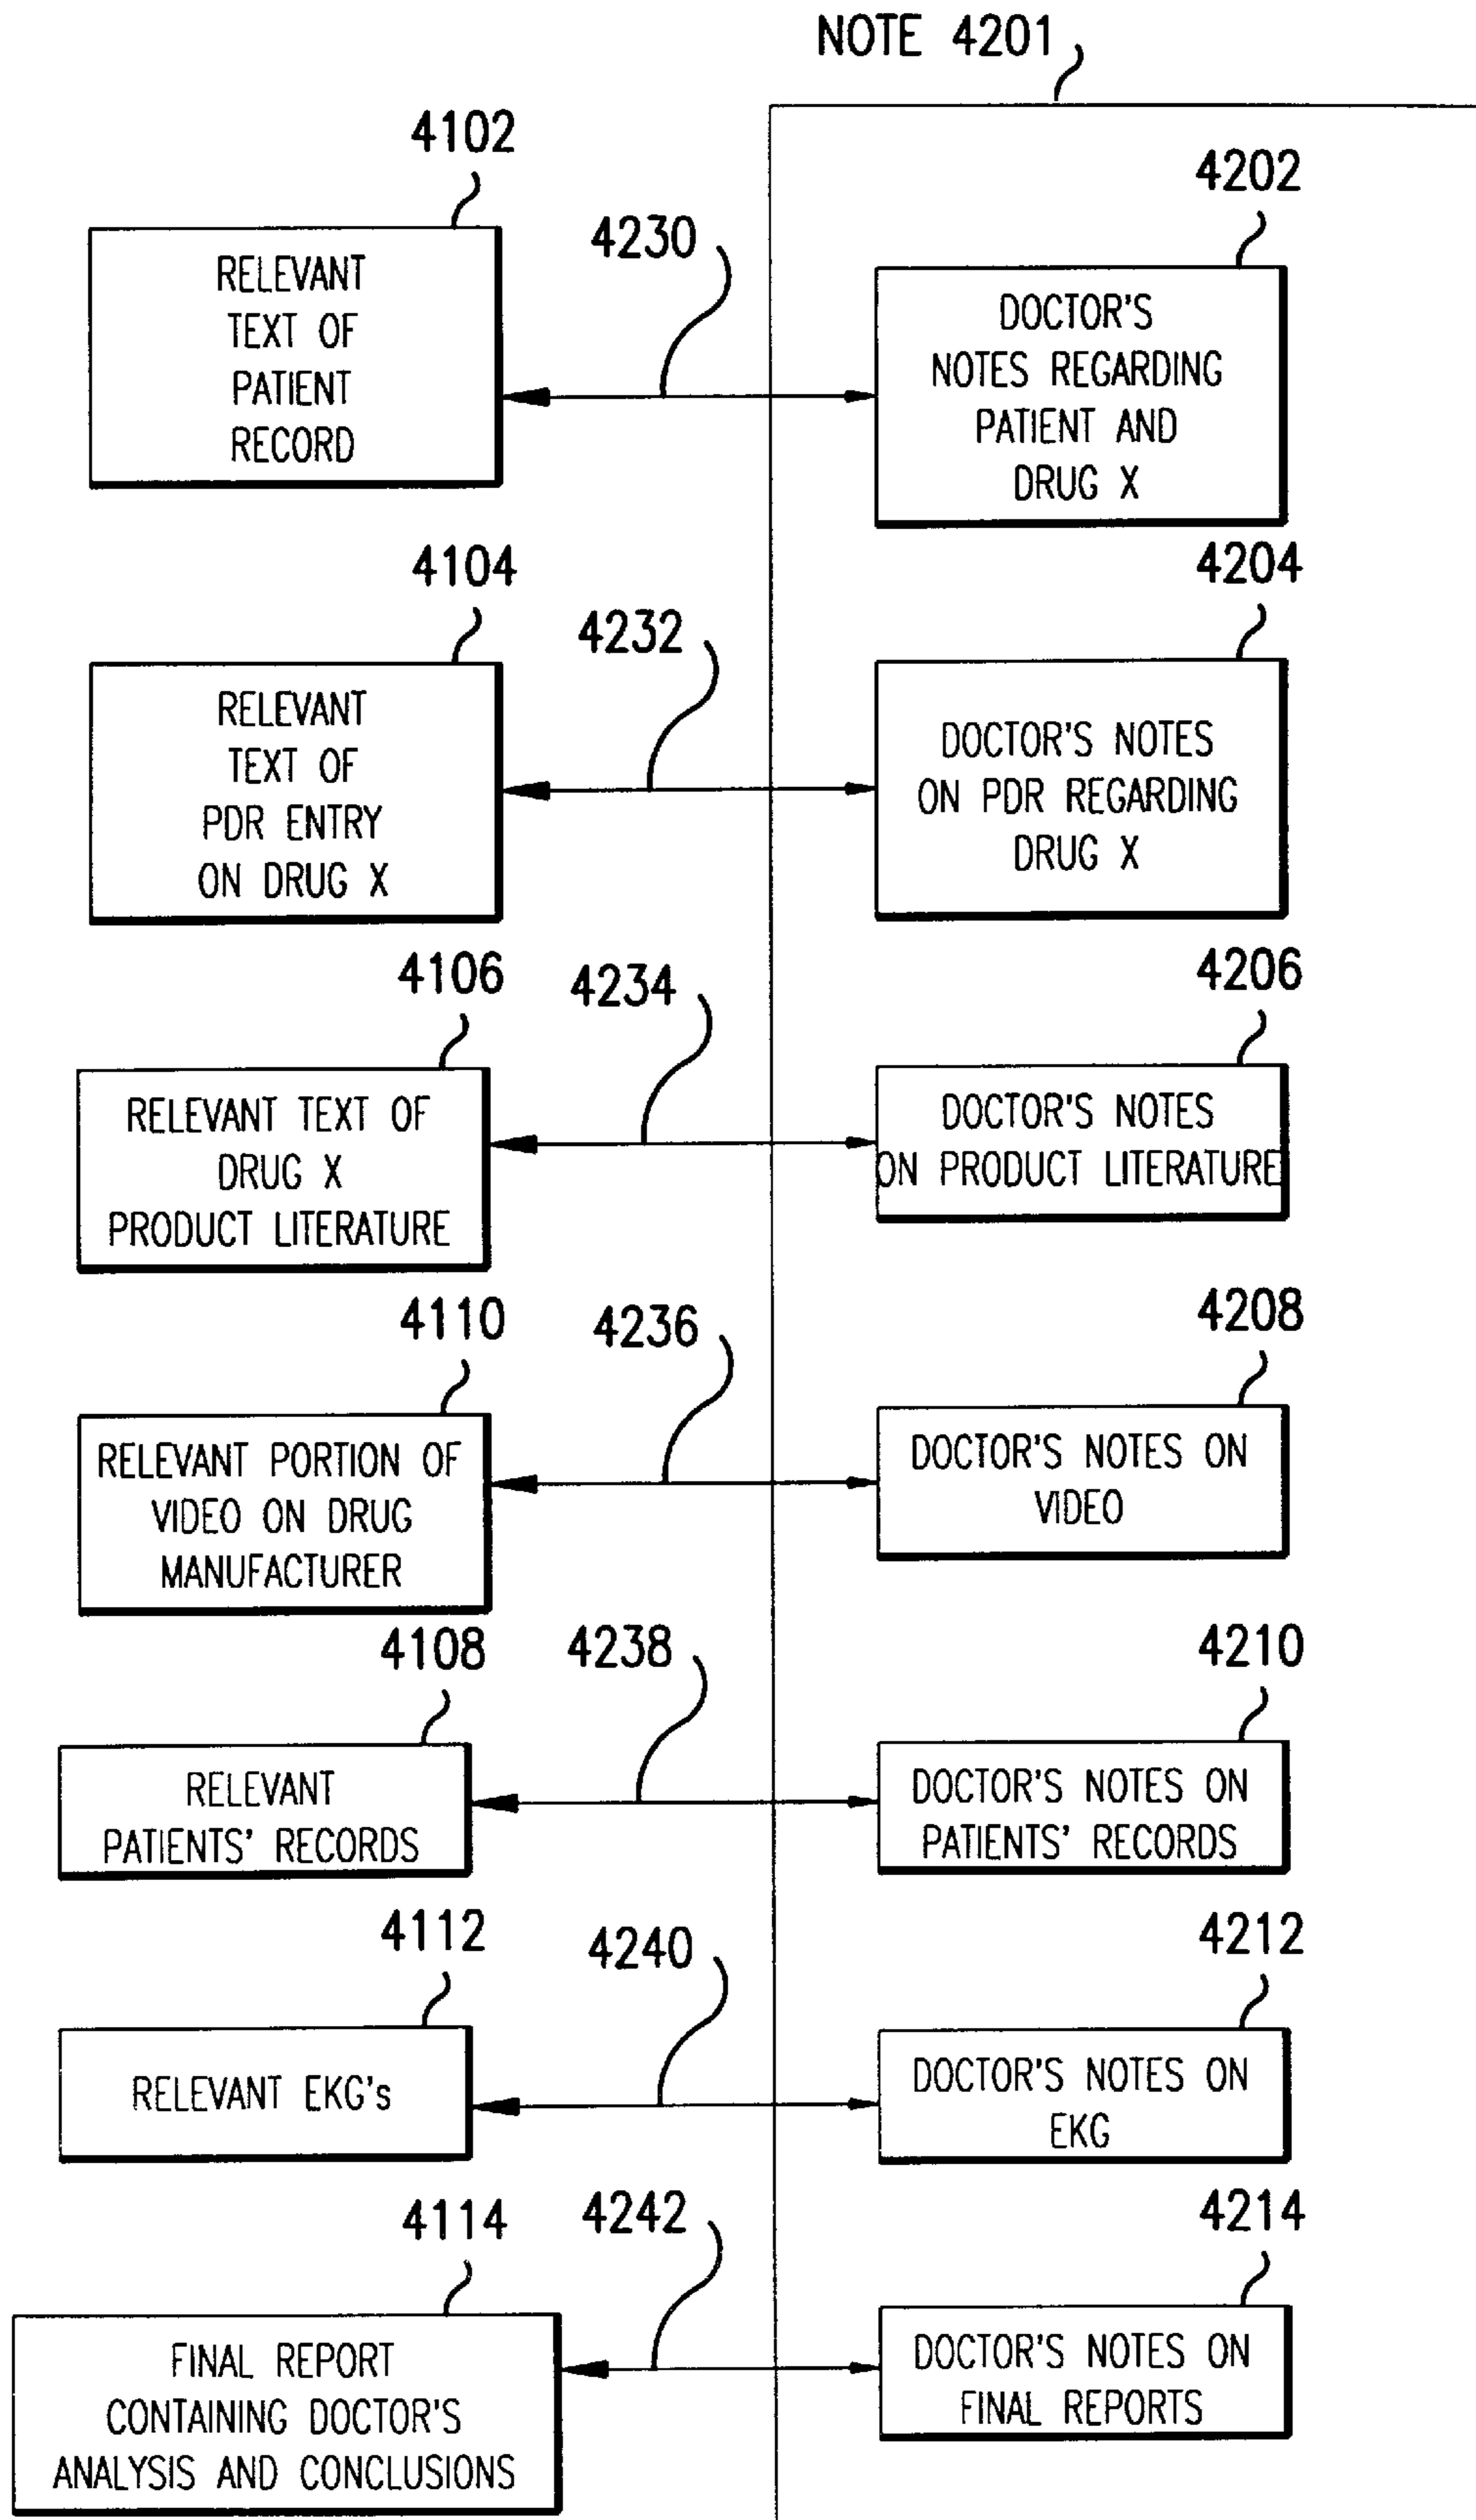 NOTE 4201
4102
RELEVANT
TEXT OF
PATIENT
RECORD
4230
4202
DOCTOR'S
NOTES REGARDING
PATIENT AND
DRUG X
4104
RELEVANT
TEXT OF
PDR ENTRY
ON DRUG X
4232
4204
DOCTOR'S NOTES
ON PDR REGARDING
DRUG X
4106
RELEVANT TEXT OF
DRUG X
PRODUCT LITERATURE
4234
4206
DOCTOR'S NOTES
ON PRODUCT LITERATURE
4110
RELEVANT PORTION OF
VIDEO ON DRUG
MANUFACTURER
4236
4208
DOCTOR'S NOTES ON
VIDEO
4108
RELEVANT
PATIENTS' RECORDS
4238
4210
DOCTOR'S NOTES ON
PATIENTS' RECORDS
4112
RELEVANT EKG's
4240
4212
DOCTOR'S NOTES ON
EKG
4114
FINAL REPORT
CONTAINING DOCTOR'S
ANALYSIS AND CONCLUSIONS
4242
4214
DOCTOR'S NOTES ON
FINAL REPORTS